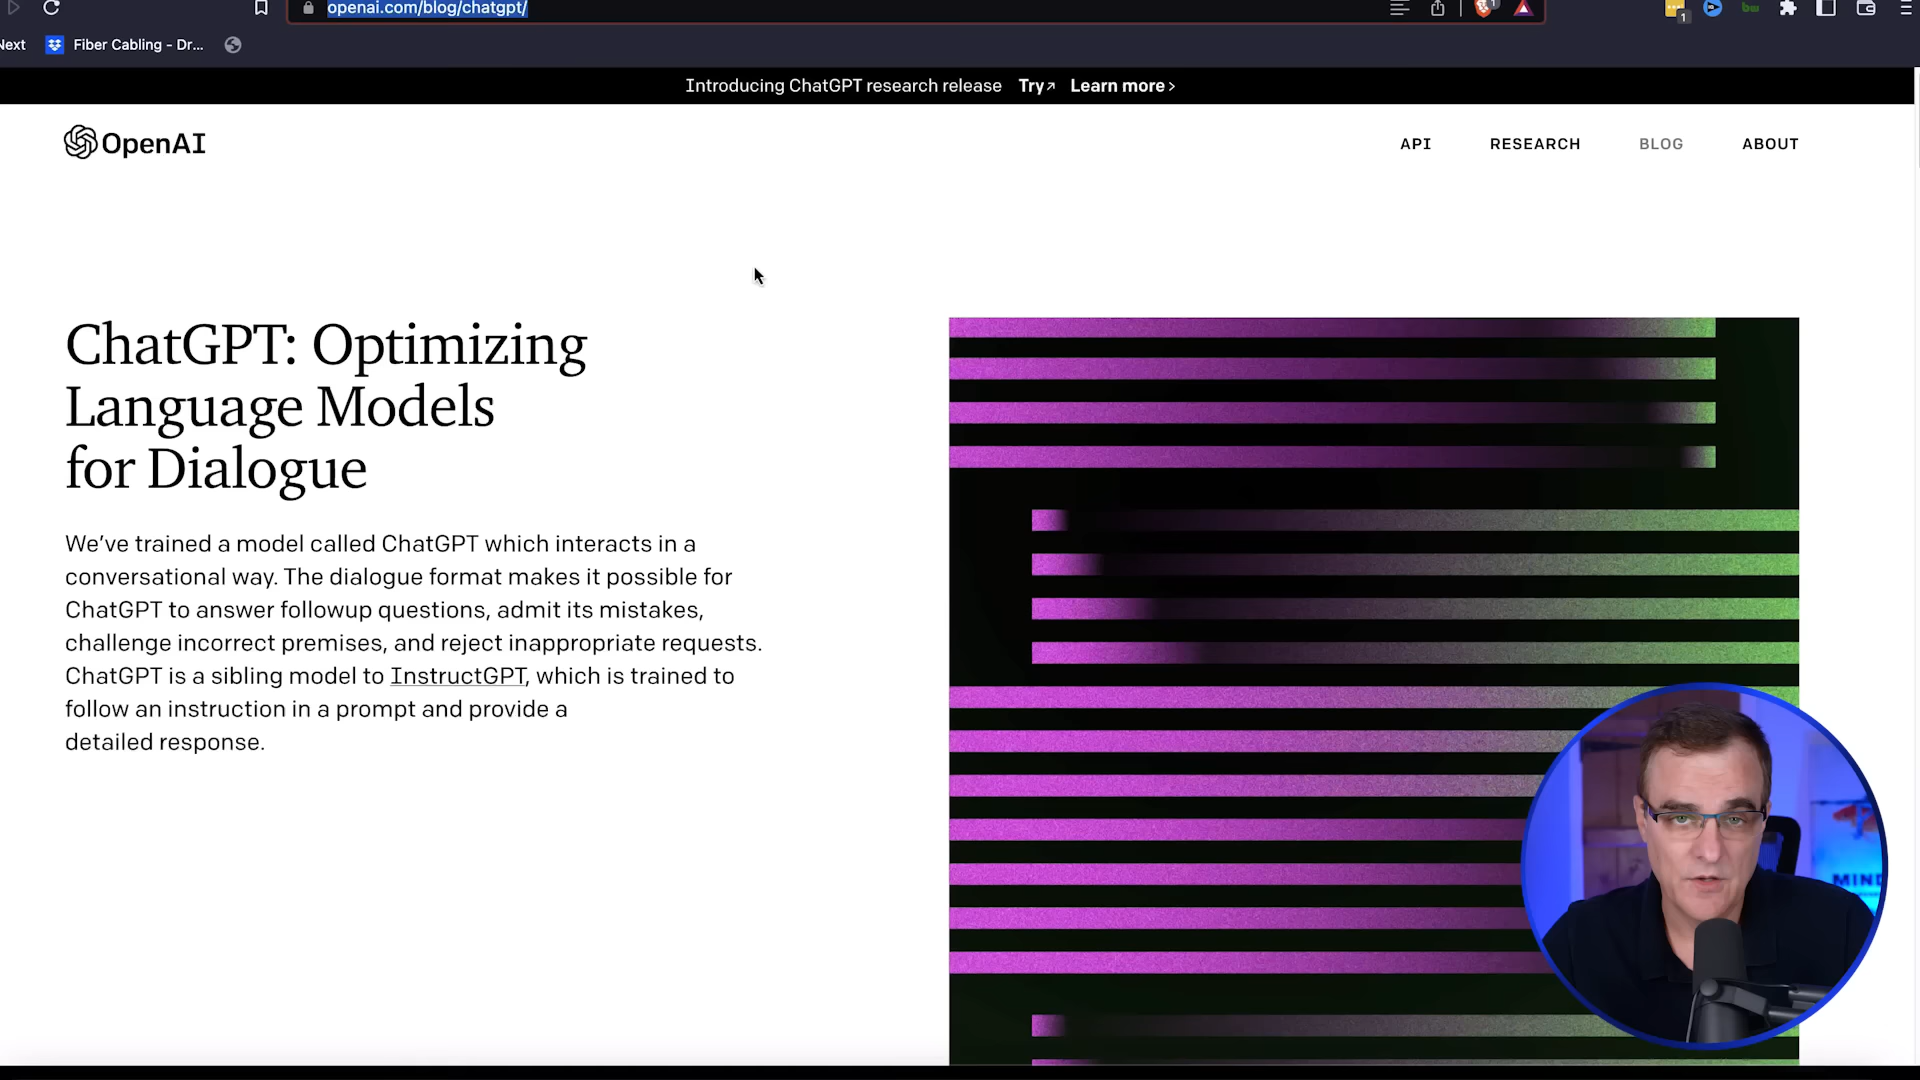 openai.com/blog/chatgpt/
Next Fiber Cabling - Dr...
1
1
bw
Introducing ChatGPT research release Try↗ Learn more >
OpenAI
API RESEARCH BLOG ABOUT
ChatGPT: Optimizing
Language Models
for Dialogue
We’ve trained a model called ChatGPT which interacts in a
conversational way. The dialogue format makes it possible for
ChatGPT to answer followup questions, admit its mistakes,
challenge incorrect premises, and reject inappropriate requests.
ChatGPT is a sibling model to InstructGPT, which is trained to
follow an instruction in a prompt and provide a
detailed response.
MIND